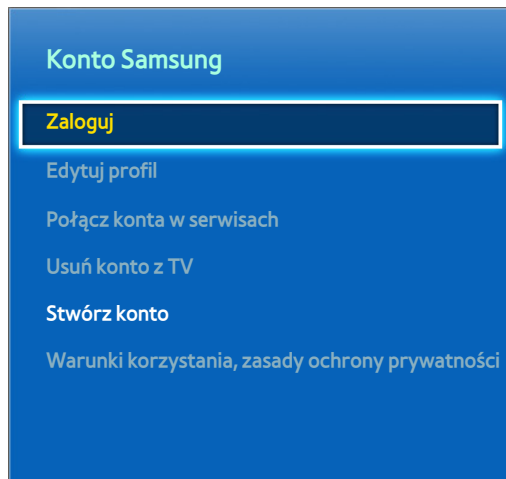 Konto Samsung
Zaloguj
Edytuj profil
Połącz konta w serwisach
Usuń konto z TV
Stwórz konto
Warunki korzystania, zasady ochrony prywatności